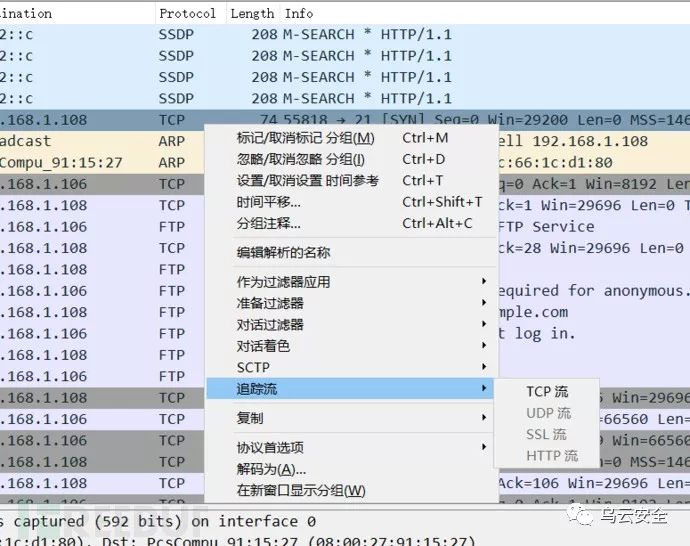 ination Protocol Length Info
2::c SSDP 208 M-SEARCH * HTTP/1.1
2::c SSDP 208 M-SEARCH * HTTP/1.1
2::c SSDP 208 M-SEARCH * HTTP/1.1
2::c SSDP 208 M-SEARCH * HTTP/1.1
.168.1.108 TCP 74 55818 → 21 [SYN] Seq=0 Win=29200 Len=0 MSS=146
adcast ARP 标记/取消标记 分组(M) Ctrl+M ell 192.168.1.108
Compu_91:15:27 ARP 忽略/取消忽略 分组(I) Ctrl+D c:66:1c:d1:80
.168.1.106 TCP 设置/取消设置 时间参考 Ctrl+T q=0 Ack=1 Win=8192 Len
.168.1.108 TCP 时间平移... Ctrl+Shift+T ck=1 Win=29696 Len=0 T
.168.1.106 FTP 分组注释... Ctrl+Alt+C FTP Service
.168.1.108 TCP 编辑解析的名称 ck=28 Win=29696 Len=0
.168.1.108 FTP 作为过滤器应用
.168.1.106 FTP 准备过滤器 equired for anonymous.
.168.1.108 FTP 对话过滤器 mple.com
.168.1.106 FTP 对话着色 t log in.
.168.1.108 FTP SCTP
.168.1.106 FTP 追踪流
.168.1.108 TCP TCP 流 Win=2969
.168.1.106 TCP 复制 UDP 流 =66560 Len=
.168.1.106 TCP SSL 流 Win=66560
.168.1.108 TCP 协议首选项 HTTP 流 Win=29696
.168.1.108 TCP 解码为(A)... Ack=106 Win=29696 Len=0
.168.1.106 TCP 在新窗口显示分组(W)
s captured (592 bits) on interface 0
:1c:d1:80), Dst: PcsCompu_91:15:27 (08:00:27:91:15:27)
REEBUF
乌云安全